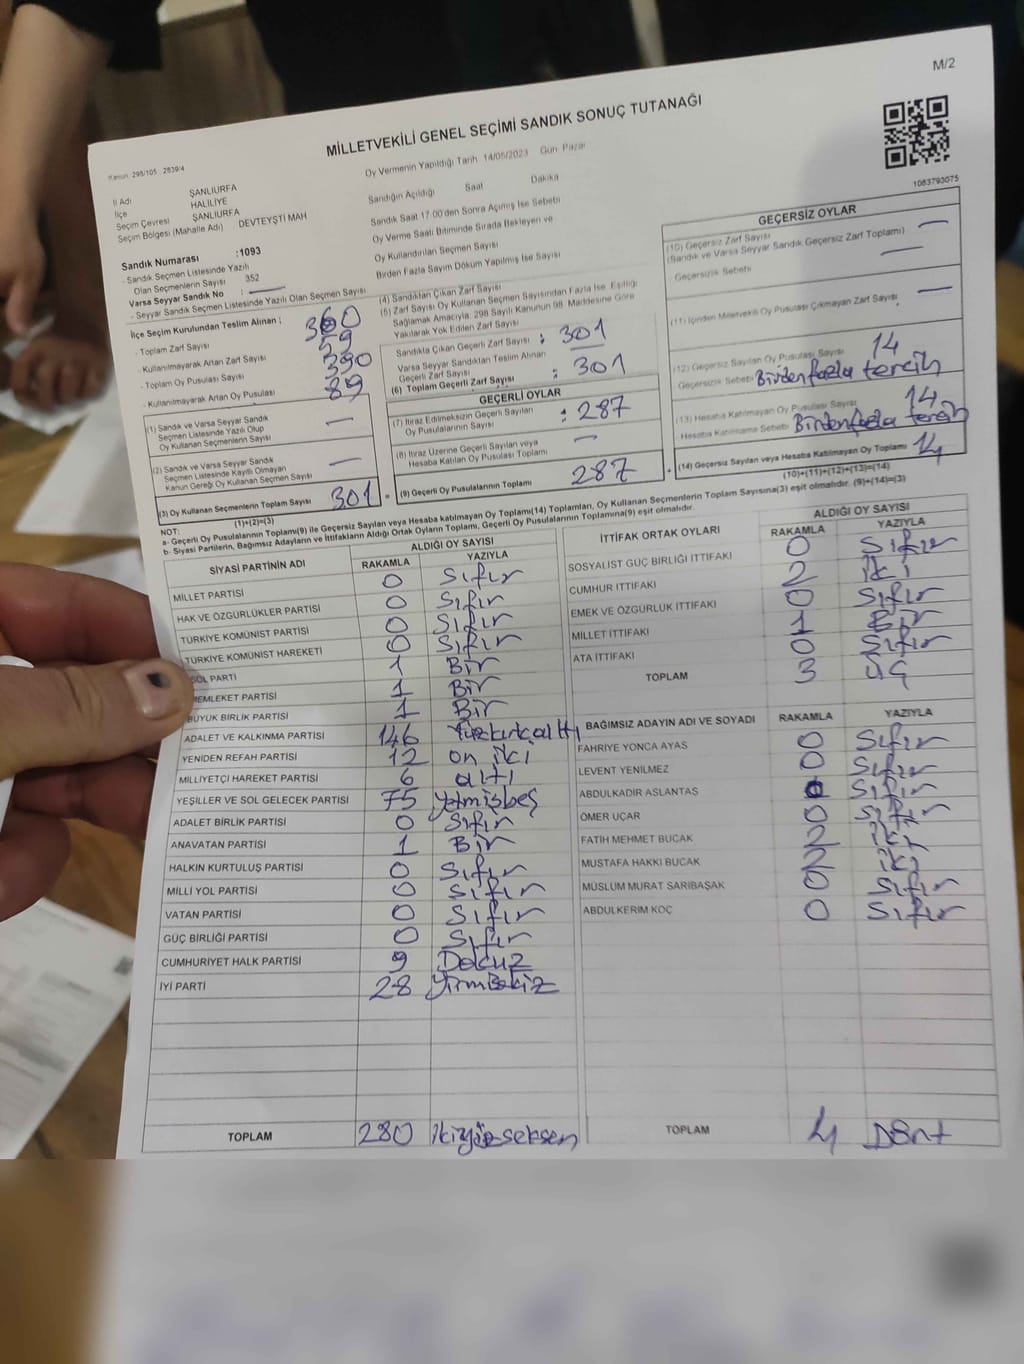 M/2
MİLLETVEKİLİ GENEL SEÇİMİ SANDIK SONUÇ TUTANAĞI
Kanun: 298/105 - 2839/4
Oy Vermenin Yapıldığı Tarih 14/05/2023 Gün Pazar
1083793075
İl Adı ŞANLIURFA
İlçe HALİLİYE
Seçim Çevresi ŞANLIURFA
Seçim Bölgesi (Mahalle Adı) DEVTEYŞTİ MAH
Sandık Numarası :1093
- Sandık Seçmen Listesinde Yazılı
Olan Seçmenlerin Sayısı 352
Varsa Seyyar Sandık No : —
- Seyyar Sandık Seçmen Listesinde Yazılı Olan Seçmen Sayısı
İlçe Seçim Kurulundan Teslim Alınan :
- Toplam Zarf Sayısı 360
- Kullanılmayarak Artan Zarf Sayısı 59
- Toplam Oy Pusulası Sayısı 390
- Kullanılmayarak Artan Oy Pusulası 89
(1) Sandık ve Varsa Seyyar Sandık
Seçmen Listesinde Yazılı Olup
Oy Kullanan Seçmenlerin Sayısı —
(2) Sandık ve Varsa Seyyar Sandık
Seçmen Listesinde Kayıtlı Olmayan
Kanun Gereği Oy Kullanan Seçmen Sayısı —
(3) Oy Kullanan Seçmenlerin Toplam Sayısı 301
(1)+(2)=(3)
Sandığın Açıldığı Saat Dakika
Sandık Saat 17:00'den Sonra Açımış İse Sebebi
Oy Verme Saati Bitiminde Sırada Bekleyen ve
Oy Kullandırılan Seçmen Sayısı
Birden Fazla Sayım Döküm Yapılmış İse Sayısı
(4) Sandıktan Çıkan Zarf Sayısı
(5) Zarf Sayısı Oy Kullanan Seçmen Sayısından Fazla İse, Eşitliği
Sağlamak Amacıyla, 298 Sayılı Kanunun 98. Maddesine Göre
Yakılarak Yok Edilen Zarf Sayısı
Sandıkta Çıkan Geçerli Zarf Sayısı : 301
Varsa Seyyar Sandıktan Teslim Alınan
Geçerli Zarf Sayısı
(6) Toplam Geçerli Zarf Sayısı : 301
GEÇERLİ OYLAR
(7) İtiraz Edilmeksizin Geçerli Sayılan
Oy Pusulalarının Sayısı : 287
(8) İtiraz Üzerine Geçerli Sayılan veya
Hesaba Katılan Oy Pusulası Toplamı —
(9) Geçerli Oy Pusulalarının Toplamı 287
GEÇERSİZ OYLAR
(10) Geçersiz Zarf Sayısı
(Sandık ve Varsa Seyyar Sandık Geçersiz Zarf Toplamı) —
Geçersizlik Sebebi: —
(11) İçinden Milletvekili Oy Pusulası Çıkmayan Zarf Sayısı —
(12) Geçersiz Sayılan Oy Pusulası Sayısı 14
Geçersizlik Sebebi Birden fazla tercih
(13) Hesaba Katılmayan Oy Pusulası Sayısı 14
Hesaba Katılmama Sebebi: Birden fazla tercih
(14) Geçersiz Sayılan veya Hesaba Katılmayan Oy Toplamı 14
(10)+(11)+(12)+(13)=(14)
NOT:
a- Geçerli Oy Pusulalarının Toplamı(9) ile Geçersiz Sayılan veya Hesaba katılmayan Oy Toplamı(14) Toplamları, Oy Kullanan Seçmenlerin Toplam Sayısına(3) eşit olmalıdır. (9)+(14)=(3)
b- Siyasi Partilerin, Bağımsız Adayların ve İttifakların Aldığı Ortak Oyların Toplamı, Geçerli Oy Pusulalarının Toplamına(9) eşit olmalıdır.
SİYASİ PARTİNİN ADI ALDIĞI OY SAYISI
RAKAMLA YAZIYLA
MİLLET PARTİSİ 0 Sıfır
HAK VE ÖZGÜRLÜKLER PARTİSİ 0 Sıfır
TÜRKİYE KOMÜNİST PARTİSİ 0 Sıfır
TÜRKİYE KOMÜNİST HAREKETİ 0 Sıfır
SOL PARTİ 1 Bir
MEMLEKET PARTİSİ 1 Bir
BÜYÜK BİRLİK PARTİSİ 1 Bir
ADALET VE KALKINMA PARTİSİ 146 Yüzkırkaltı
YENİDEN REFAH PARTİSİ 12 on iki
MİLLİYETÇİ HAREKET PARTİSİ 6 altı
YEŞİLLER VE SOL GELECEK PARTİSİ 75 yetmişbeş
ADALET BİRLİK PARTİSİ 0 Sıfır
ANAVATAN PARTİSİ 1 Bir
HALKIN KURTULUŞ PARTİSİ 0 Sıfır
MİLLİ YOL PARTİSİ 0 Sıfır
VATAN PARTİSİ 0 Sıfır
GÜÇ BİRLİĞİ PARTİSİ 0 Sıfır
CUMHURİYET HALK PARTİSİ 9 Dokuz
İYİ PARTİ 28 yirmisekiz
TOPLAM 280 ikiyüzseksen
İTTİFAK ORTAK OYLARI ALDIĞI OY SAYISI
RAKAMLA YAZIYLA
SOSYALİST GÜÇ BİRLİĞİ İTTİFAKI 0 Sıfır
CUMHUR İTTİFAKI 2 iki
EMEK VE ÖZGÜRLÜK İTTİFAKI 0 Sıfır
MİLLET İTTİFAKI 1 Bir
ATA İTTİFAKI 0 Sıfır
TOPLAM 3 üç
BAĞIMSIZ ADAYIN ADI VE SOYADI RAKAMLA YAZIYLA
FAHRİYE YONCA AYAS 0 Sıfır
LEVENT YENİLMEZ 0 Sıfır
ABDULKADİR ASLANTAŞ 0 Sıfır
ÖMER UÇAR 0 Sıfır
FATİH MEHMET BUCAK 2 iki
MUSTAFA HAKKI BUCAK 2 iki
MÜSLÜM MURAT SARIBAŞAK 0 Sıfır
ABDULKERİM KOÇ 0 Sıfır
TOPLAM 4 Dört